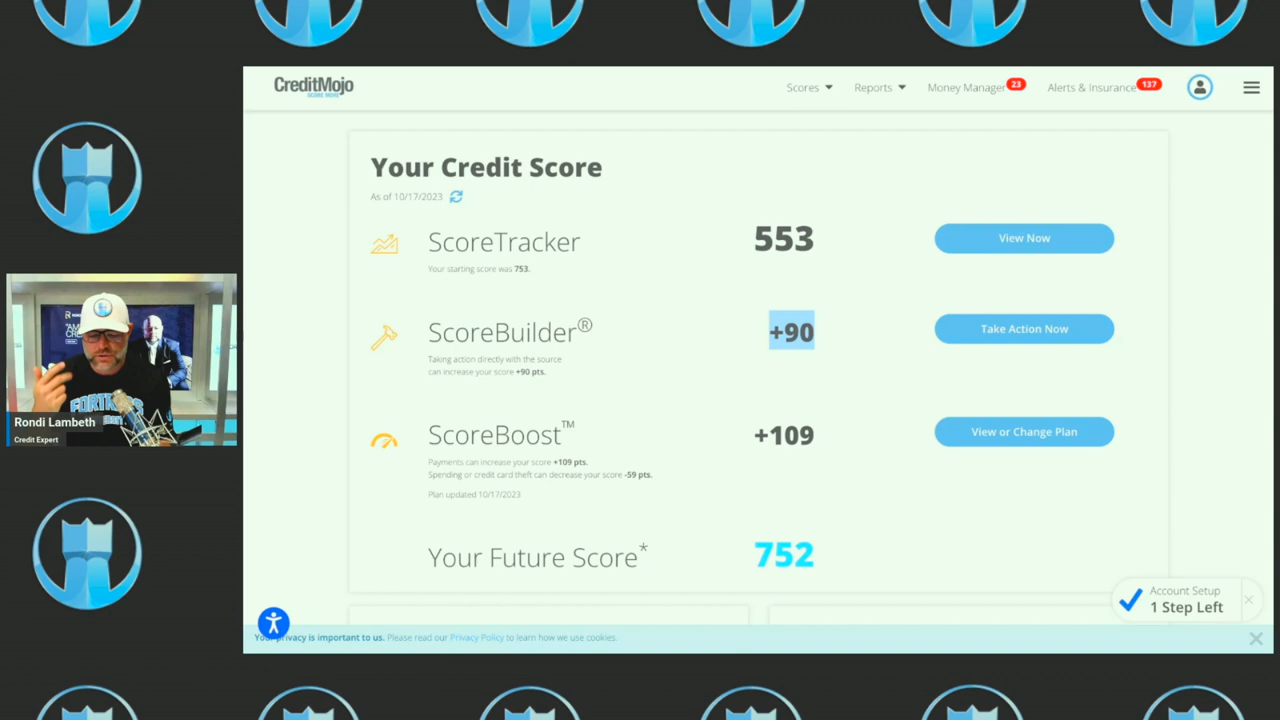 CreditMojo
SCORE MORE
Scores
Reports
Money Manager
23
Alerts & Insurance
137
Your Credit Score
As of 10/17/2023
ScoreTracker
553
View Now
Your starting score was 753.
ScoreBuilder®
+90
Take Action Now
Taking action directly with the source
can increase your score +90 pts.
ScoreBoost™
+109
View or Change Plan
Payments can increase your score +109 pts.
Spending or credit card theft can decrease your score -59 pts.
Plan updated 10/17/2023
Your Future Score*
752
Account Setup
1 Step Left
Your privacy is important to us. Please read our Privacy Policy to learn how we use cookies.
Rondi Lambeth
Credit Expert